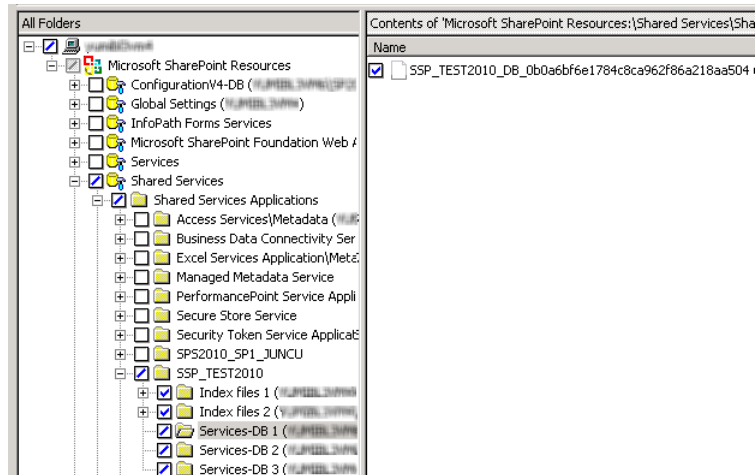 All Folders
Contents of 'Microsoft SharePoint Resources:\Shared Services\Sha
Name
Microsoft SharePoint Resources
SSP_TEST2010_DB_0b0a6bf6e1784c8ca962f86a218aa504
ConfigurationV4-DB (
Global Settings (
InfoPath Forms Services
Microsoft SharePoint Foundation Web
Services
Shared Services
Shared Services Applications
Access Services\Metadata (
Business Data Connectivity Ser
Excel Services Application\Meta
Managed Metadata Service
PerformancePoint Service Appli
Secure Store Service
Security Token Service Applicat
SPS2010_SP1_JUNCU
SSP_TEST2010
Index files 1 (
Index files 2 (
Services-DB 1 (
Services-DB 2 (
Services-DB 3 (